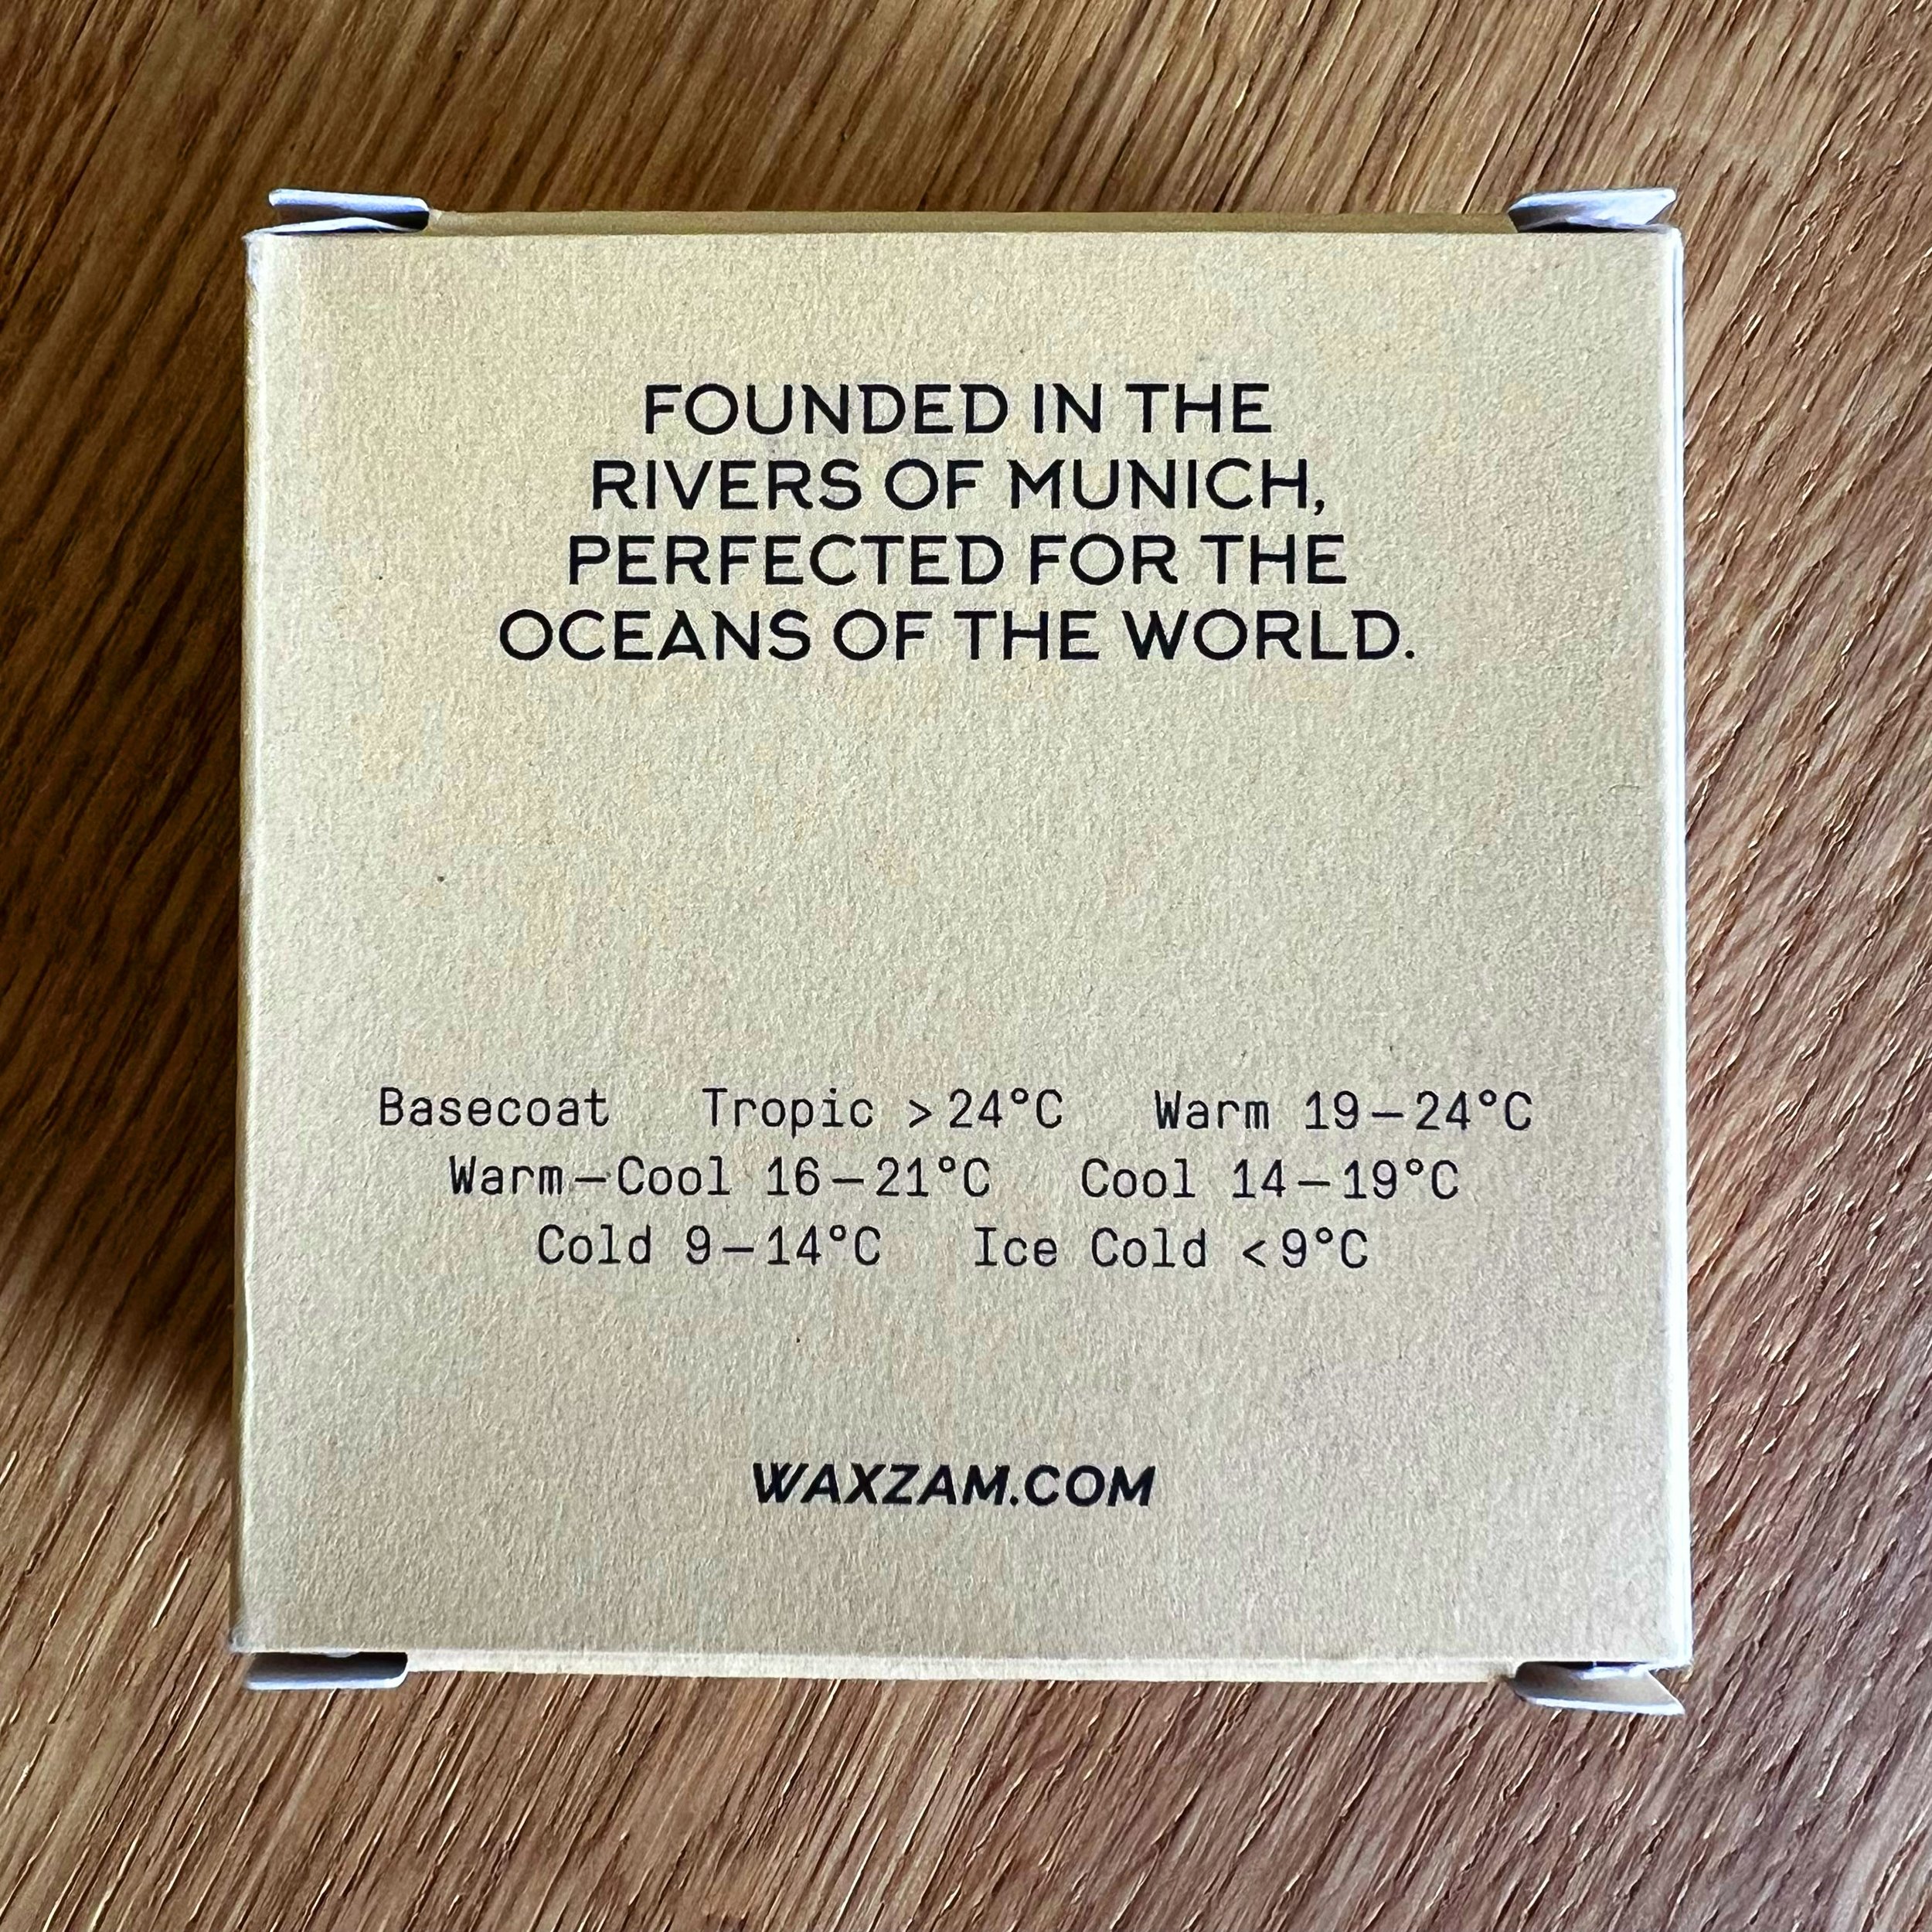 FOUNDED IN THE
RIVERS OF MUNICH,
PERFECTED FOR THE
OCEANS OF THE WORLD.
Basecoat Tropic >24°C Warm 19–24°C
Warm–Cool 16–21°C Cool 14–19°C
Cold 9–14°C Ice Cold <9°C
WAXZAM.COM